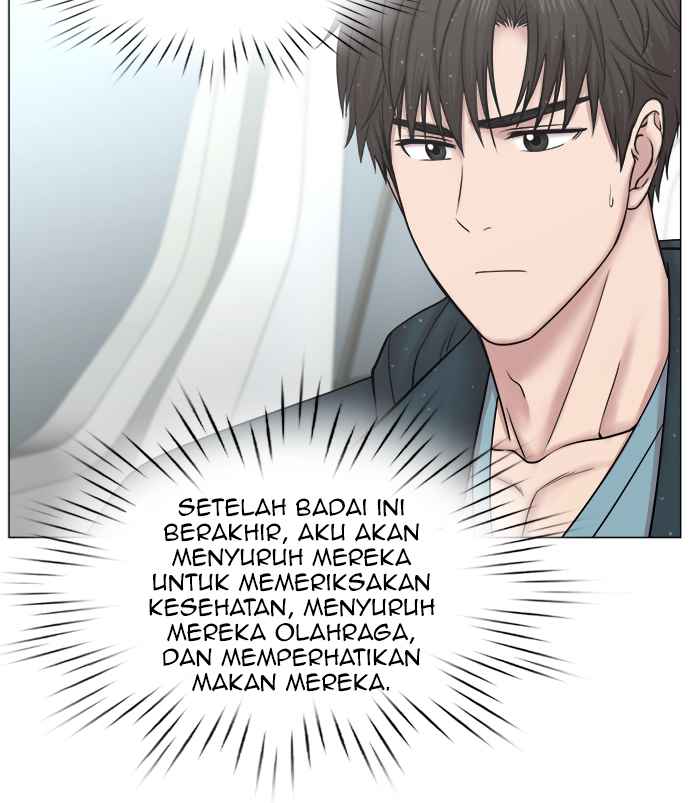 SETELAH BADAI INI
BERAKHIR, AKU AKAN
MENYURUH MEREKA
UNTUK MEMERIKSAKAN
KESEHATAN, MENYURUH
MEREKA OLAHRAGA,
DAN MEMPERHATIKAN
MAKAN MEREKA.